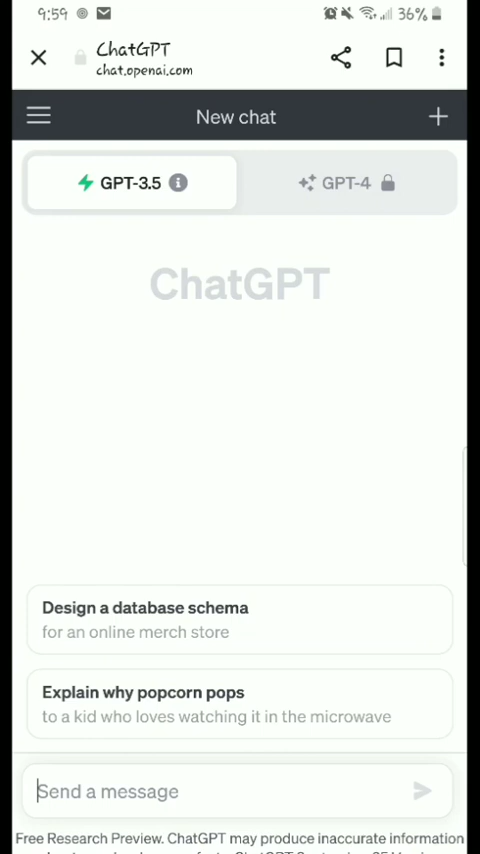 9:59
36%
ChatGPT
chat.openai.com
New chat
GPT-3.5
GPT-4
ChatGPT
Design a database schema
for an online merch store
Explain why popcorn pops
to a kid who loves watching it in the microwave
Send a message
Free Research Preview. ChatGPT may produce inaccurate information